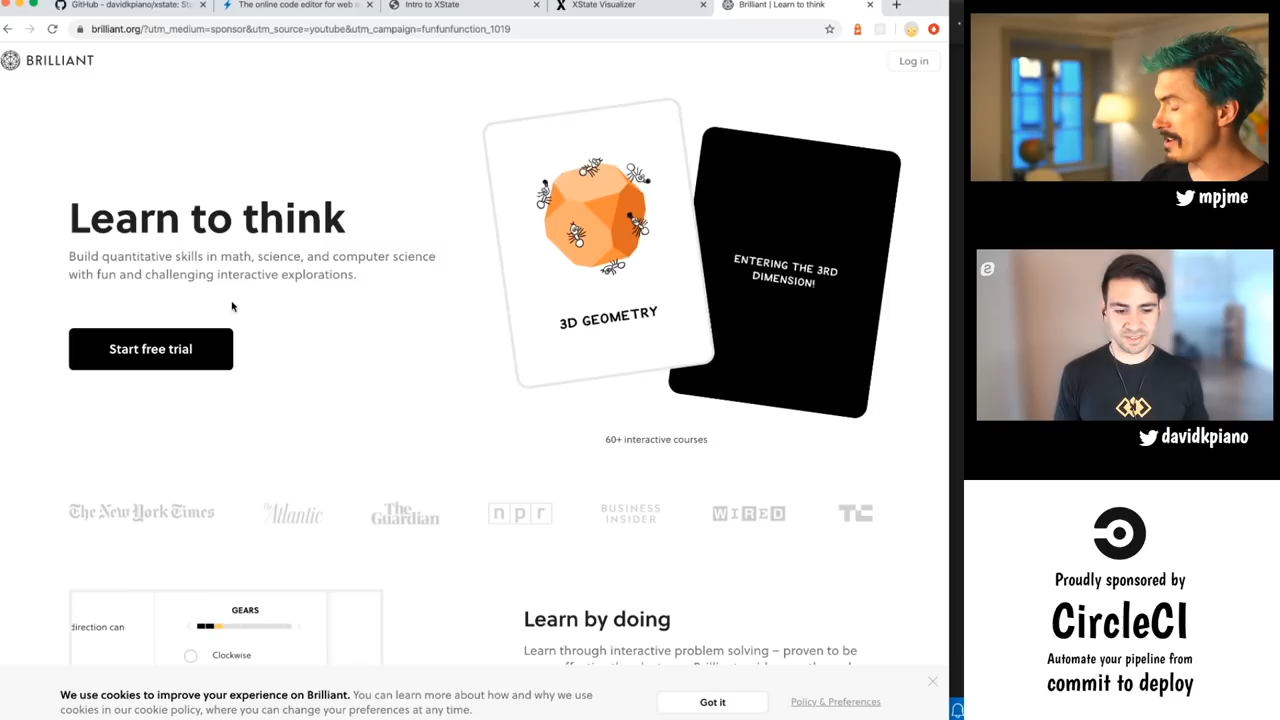 GitHub - davidkpiano/xstate: St
The online code editor for web a
Intro to XState
XState Visualizer
Brilliant | Learn to think
brilliant.org/?utm_medium=sponsor&utm_source=youtube&utm_campaign=funfunfunction_1019
BRILLIANT
Log in
Learn to think
Build quantitative skills in math, science, and computer science
with fun and challenging interactive explorations.
Start free trial
3D GEOMETRY
ENTERING THE 3RD
DIMENSION!
60+ interactive courses
The New York Times
The Atlantic
The Guardian
npr
BUSINESS
INSIDER
WIRED
TC
direction can
GEARS
Clockwise
Learn by doing
Learn through interactive problem solving – proven to be
We use cookies to improve your experience on Brilliant. You can learn more about how and why we use
cookies in our cookie policy, where you can change your preferences at any time.
Got it
Policy & Preferences
mpjme
davidkpiano
Proudly sponsored by
CircleCI
Automate your pipeline from
commit to deploy